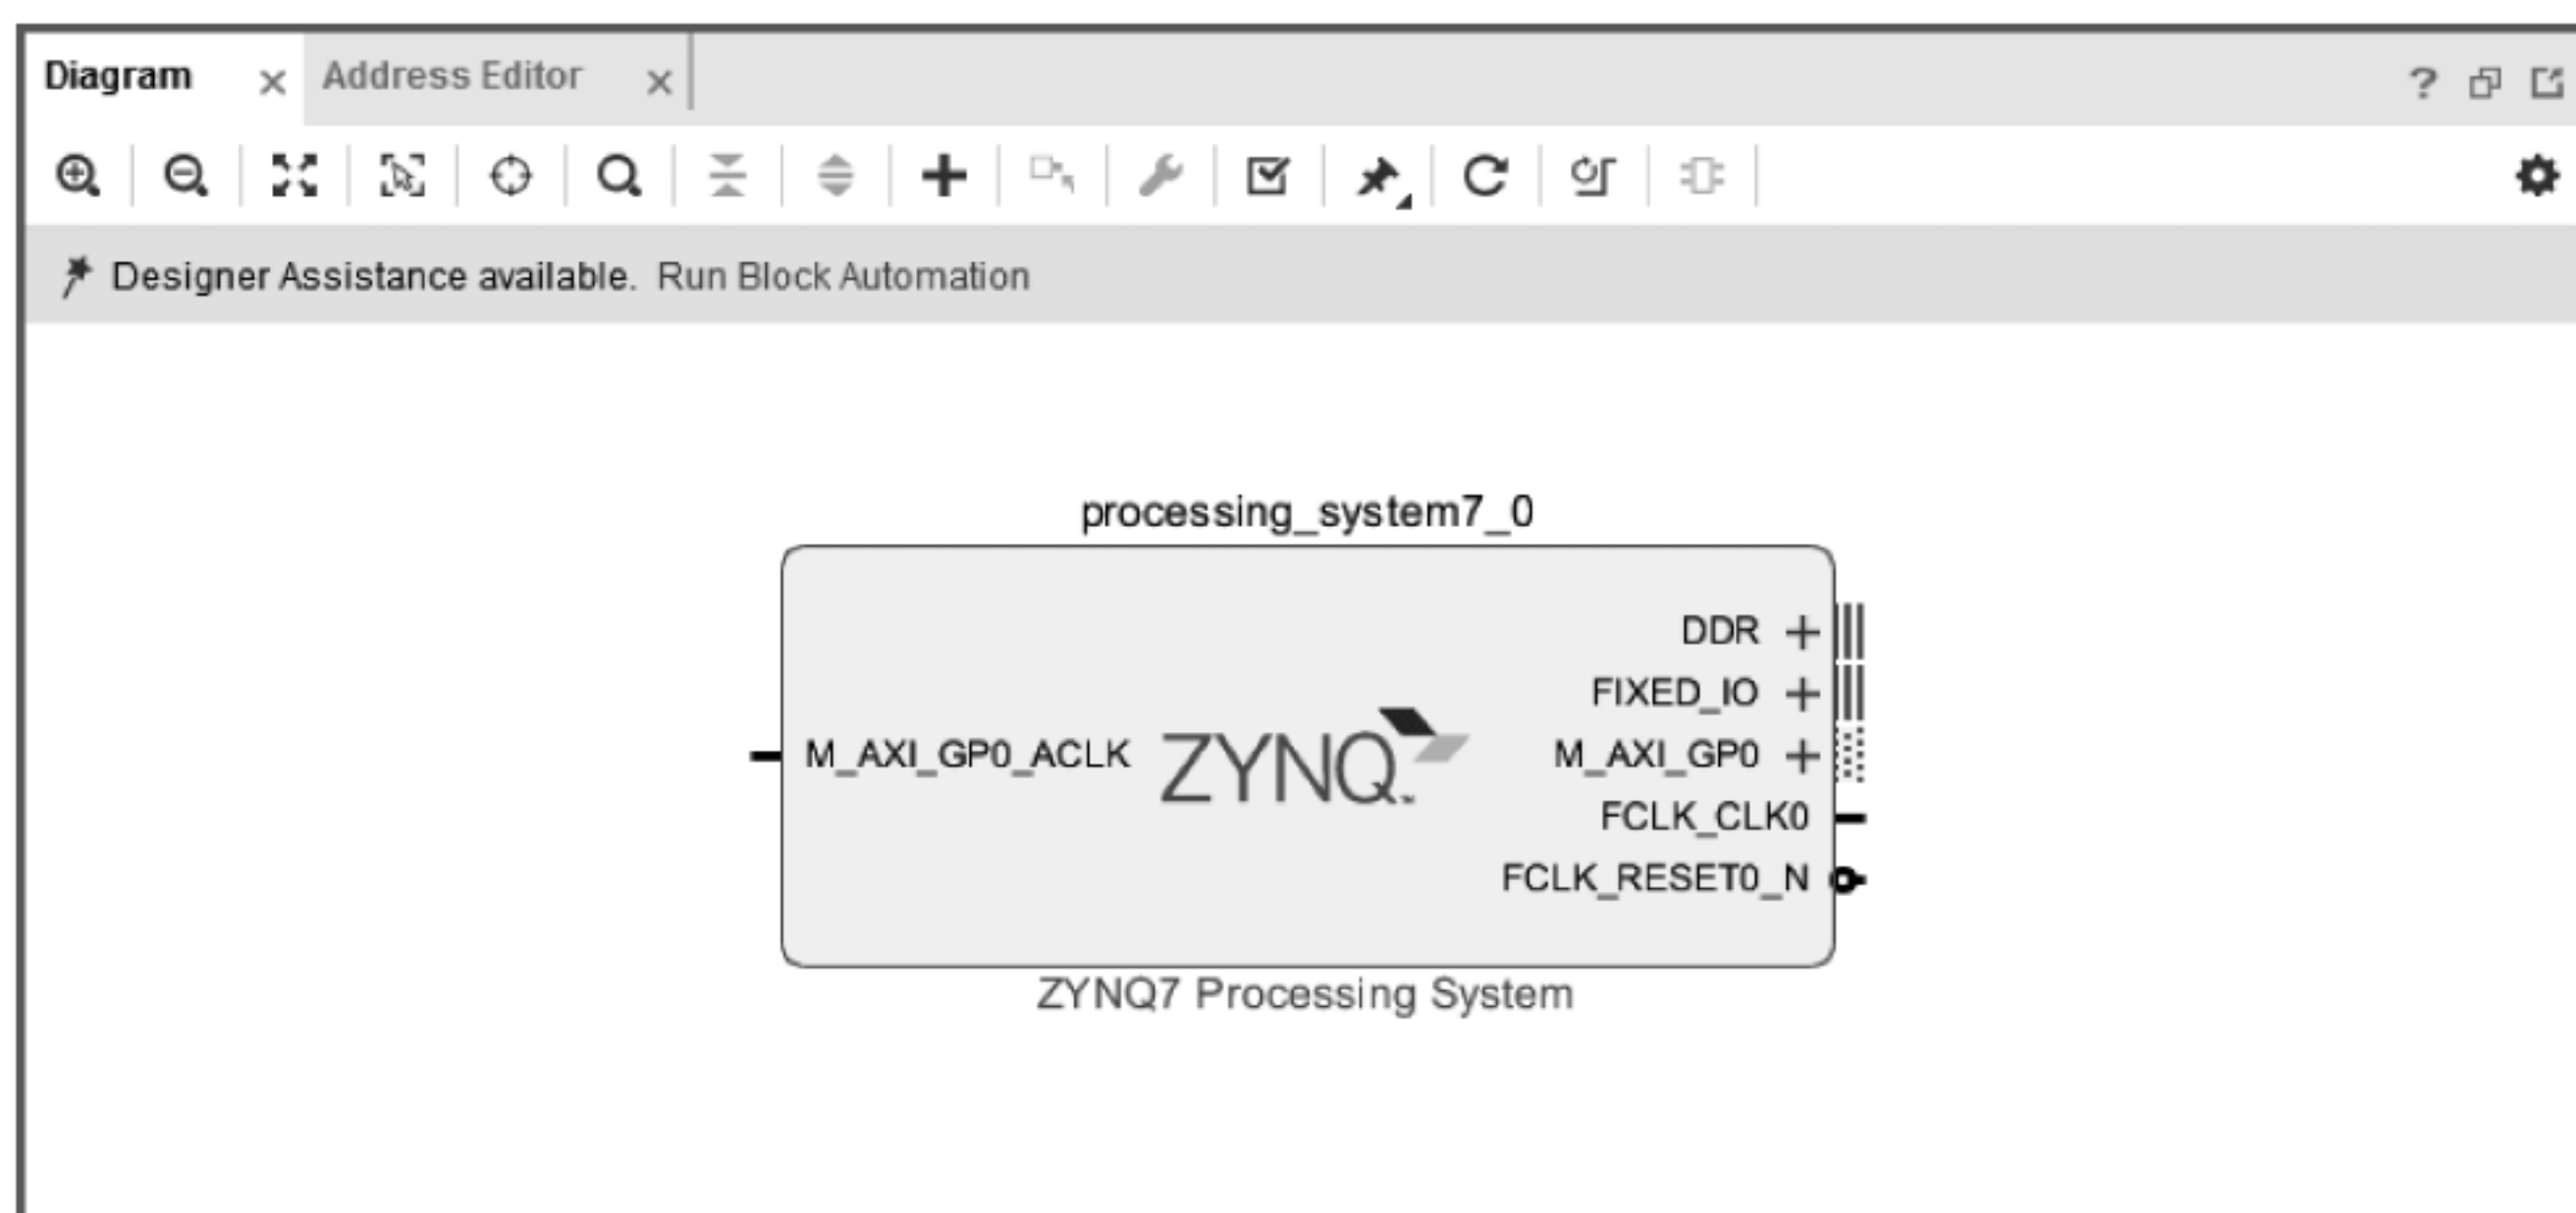 Diagram × Address Editor × ?
Designer Assistance available. Run Block Automation
processing_system7_0
DDR
FIXED_IO
M_AXI_GP0_ACLK ZYNQ™ M_AXI_GP0
FCLK_CLK0
FCLK_RESET0_N
ZYNQ7 Processing System